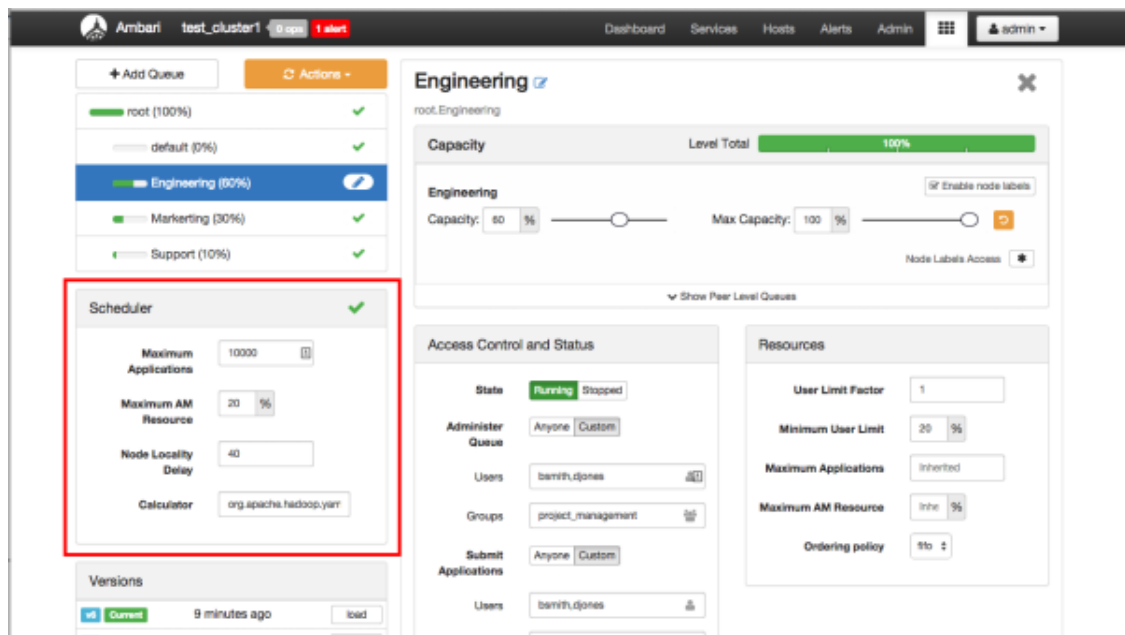 Ambari test_cluster1 0 ops 1 alert Dashboard Services Hosts Alerts Admin admin
+ Add Queue
Actions
root (100%)
default (0%)
Engineering (60%)
Markerting (30%)
Support (10%)
Scheduler
Maximum Applications 10000
Maximum AM Resource 20 %
Node Locality Delay 40
Calculator org.apache.hadoop.yarr
Versions
v6 Current 9 minutes ago load
Engineering
root.Engineering
Capacity Level Total 100%
Engineering Enable node labels
Capacity: 60 % Max Capacity: 100 %
Node Labels Access
Show Peer Level Queues
Access Control and Status
State Running Stopped
Administer Queue Anyone Custom
Users bsmith,djones
Groups project_management
Submit Applications Anyone Custom
Users bsmith,djones
Resources
User Limit Factor 1
Minimum User Limit 20 %
Maximum Applications Inherited
Maximum AM Resource Inhe %
Ordering policy fifo